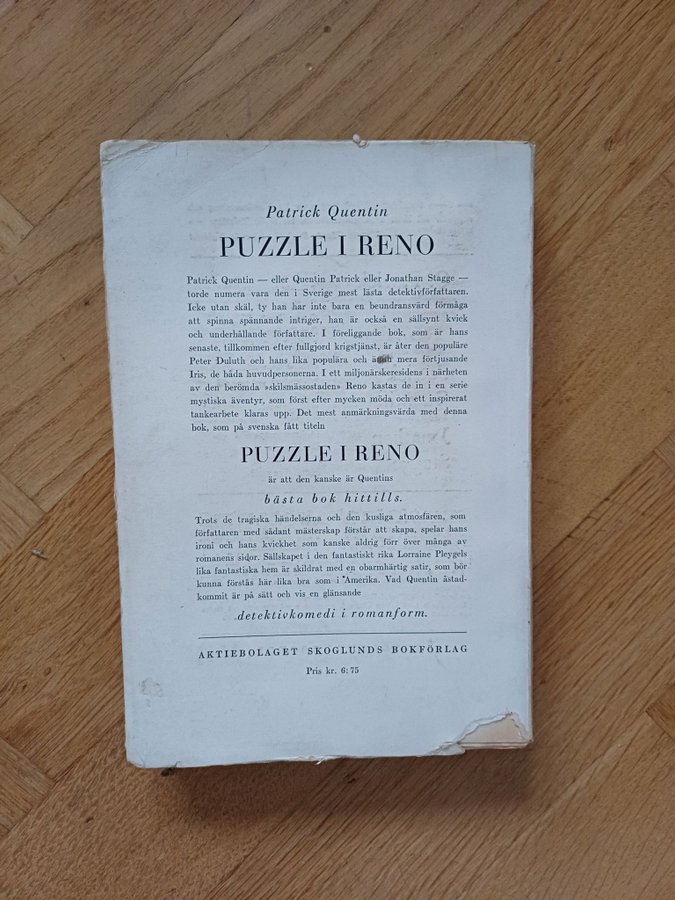 Patrick Quentin
PUZZLE I RENO
Patrick Quentin — eller Quentin Patrick eller Jonathan Stagge —
torde numera vara den i Sverige mest lästa detektivförfattaren.
Icke utan skäl, ty han har inte bara en beundransvärd förmåga
att spinna spännande intriger, han är också en sällsynt kvick
och underhållande författare. I föreliggande bok, som är hans
senaste, tillkommen efter fullgjord krigstjänst, är åter den populäre
Peter Duluth och hans lika populära och ännu mera förtjusande
Iris, de båda huvudpersonerna. I ett miljonärskeresidens i närheten
av den berömda »skilsmässostaden» Reno kastas de in i en serie
mystiska äventyr, som först efter mycken möda och ett inspirerat
tankearbete klaras upp. Det mest anmärkningsvärda med denna
bok, som på svenska fått titeln
PUZZLE I RENO
är att den kanske är Quentins
bästa bok hittills.
Trots de tragiska händelserna och den kusliga atmosfären, som
författaren med sådant mästerskap förstår att skapa, spelar hans
ironi och hans kvickhet som kanske aldrig förr över många av
romanens sidor. Sällskapet i den fantastiskt rika Lorraine Pleygels
lika fantastiska hem är skildrat med en obarmhärtig satir, som bör
kunna förstås här lika bra som i Amerika. Vad Quentin åstad-
kommit är på sätt och vis en glänsande
detektivkomedi i romanform.
AKTIEBOLAGET SKOGLUNDS BOKFÖRLAG
Pris kr. 6:75